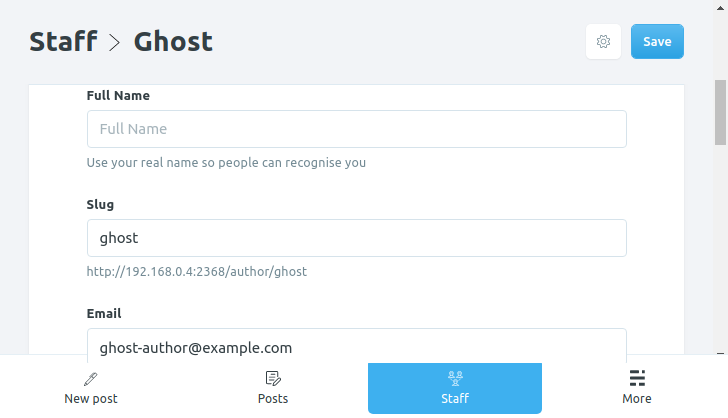 Staff > Ghost
Save
Full Name
Full Name
Use your real name so people can recognise you
Slug
ghost
http://192.168.0.4:2368/author/ghost
Email
ghost-author@example.com
New post
Posts
Staff
More